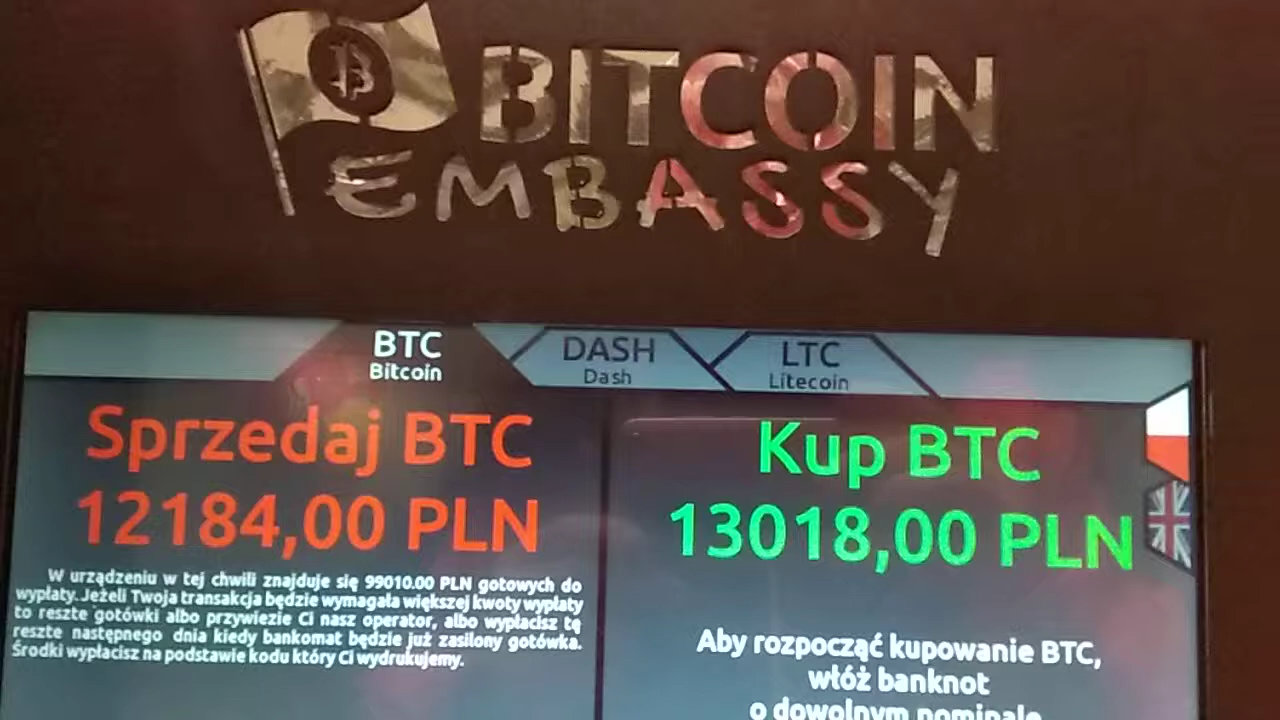 BITCOIN
EMBASSY
BTC
Bitcoin
DASH
Dash
LTC
Litecoin
Sprzedaj BTC
12184,00 PLN
W urządzeniu w tej chwili znajduje się 99010.00 PLN gotowych do
wypłaty. Jeżeli Twoja transakcja będzie wymagała większej kwoty wypłaty
to reszte gotówki albo przywiezie Ci nasz operator, albo wypłacisz tę
reszte następnego dnia kiedy bankomat będzie już zasilony gotówka.
Środki wypłacisz na podstawie kodu który Ci wydrukujemy.
Kup BTC
13018,00 PLN
Aby rozpocząć kupowanie BTC,
włóż banknot
o dowolnym nominale